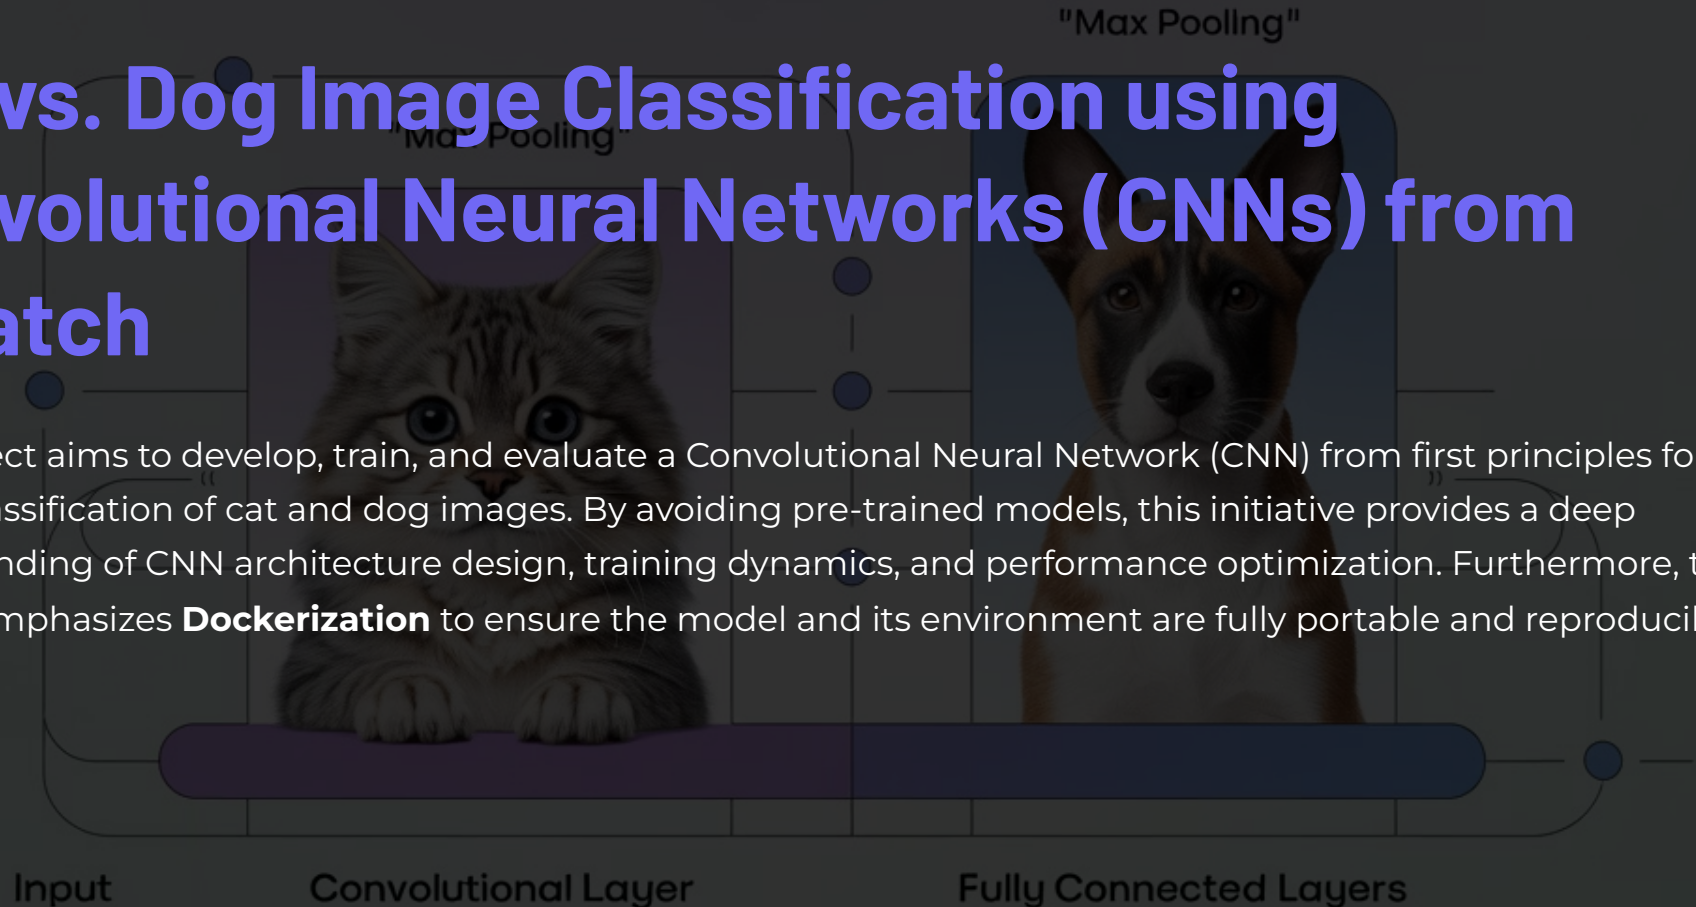 "Max Pooling"
vs. Dog Image Classification using
"Max Pooling"
volutional Neural Networks (CNNs) from
atch
ect aims to develop, train, and evaluate a Convolutional Neural Network (CNN) from first principles fo
assification of cat and dog images. By avoiding pre-trained models, this initiative provides a deep
nding of CNN architecture design, training dynamics, and performance optimization. Furthermore, t
mphasizes Dockerization to ensure the model and its environment are fully portable and reproducil
Input
Convolutional Layer
Fully Connected Layers